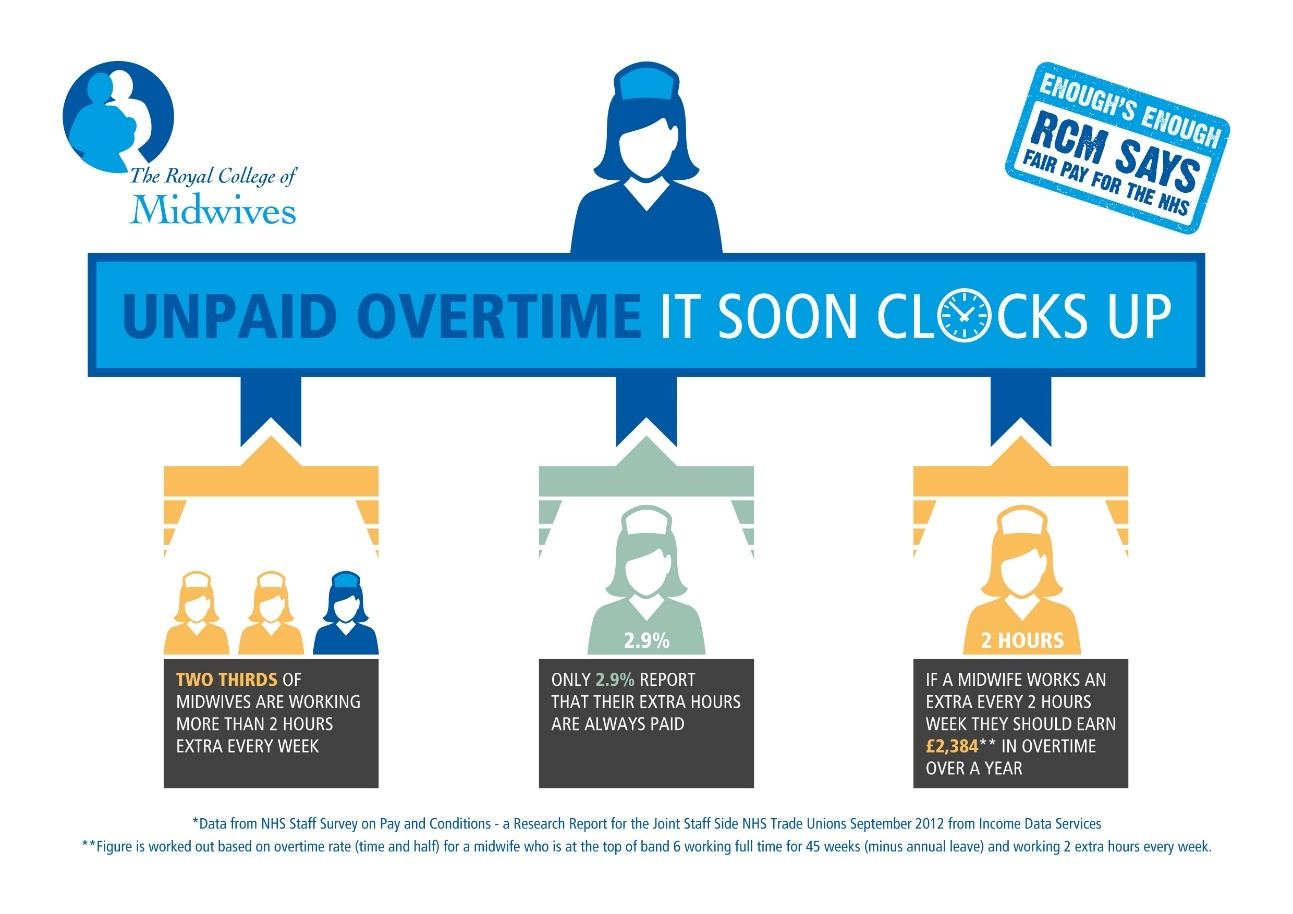 The Royal College of
Midwives
ENOUGH'S ENOUGH
RCM SAYS
FAIR PAY FOR THE NHS
UNPAID OVERTIME IT SOON CLOCKS UP
TWO THIRDS OF
MIDWIVES ARE WORKING
MORE THAN 2 HOURS
EXTRA EVERY WEEK
2.9%
ONLY 2.9% REPORT
THAT THEIR EXTRA HOURS
ARE ALWAYS PAID
2 HOURS
IF A MIDWIFE WORKS AN
EXTRA EVERY 2 HOURS
WEEK THEY SHOULD EARN
£2,384** IN OVERTIME
OVER A YEAR
*Data from NHS Staff Survey on Pay and Conditions - a Research Report for the Joint Staff Side NHS Trade Unions September 2012 from Income Data Services
**Figure is worked out based on overtime rate (time and half) for a midwife who is at the top of band 6 working full time for 45 weeks (minus annual leave) and working 2 extra hours every week.